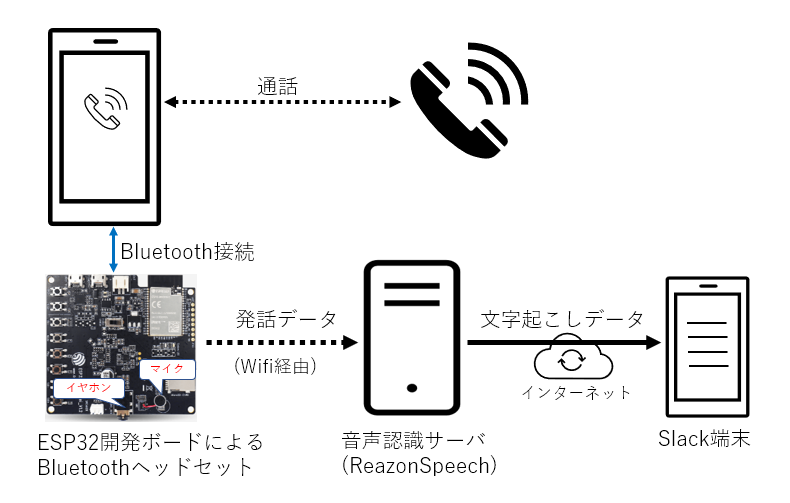 通話
Bluetooth接続
発話データ
(Wifi経由)
文字起こしデータ
インターネット
マイク
イヤホン
ESP32開発ボードによる
Bluetoothヘッドセット
音声認識サーバ
(ReazonSpeech)
Slack端末